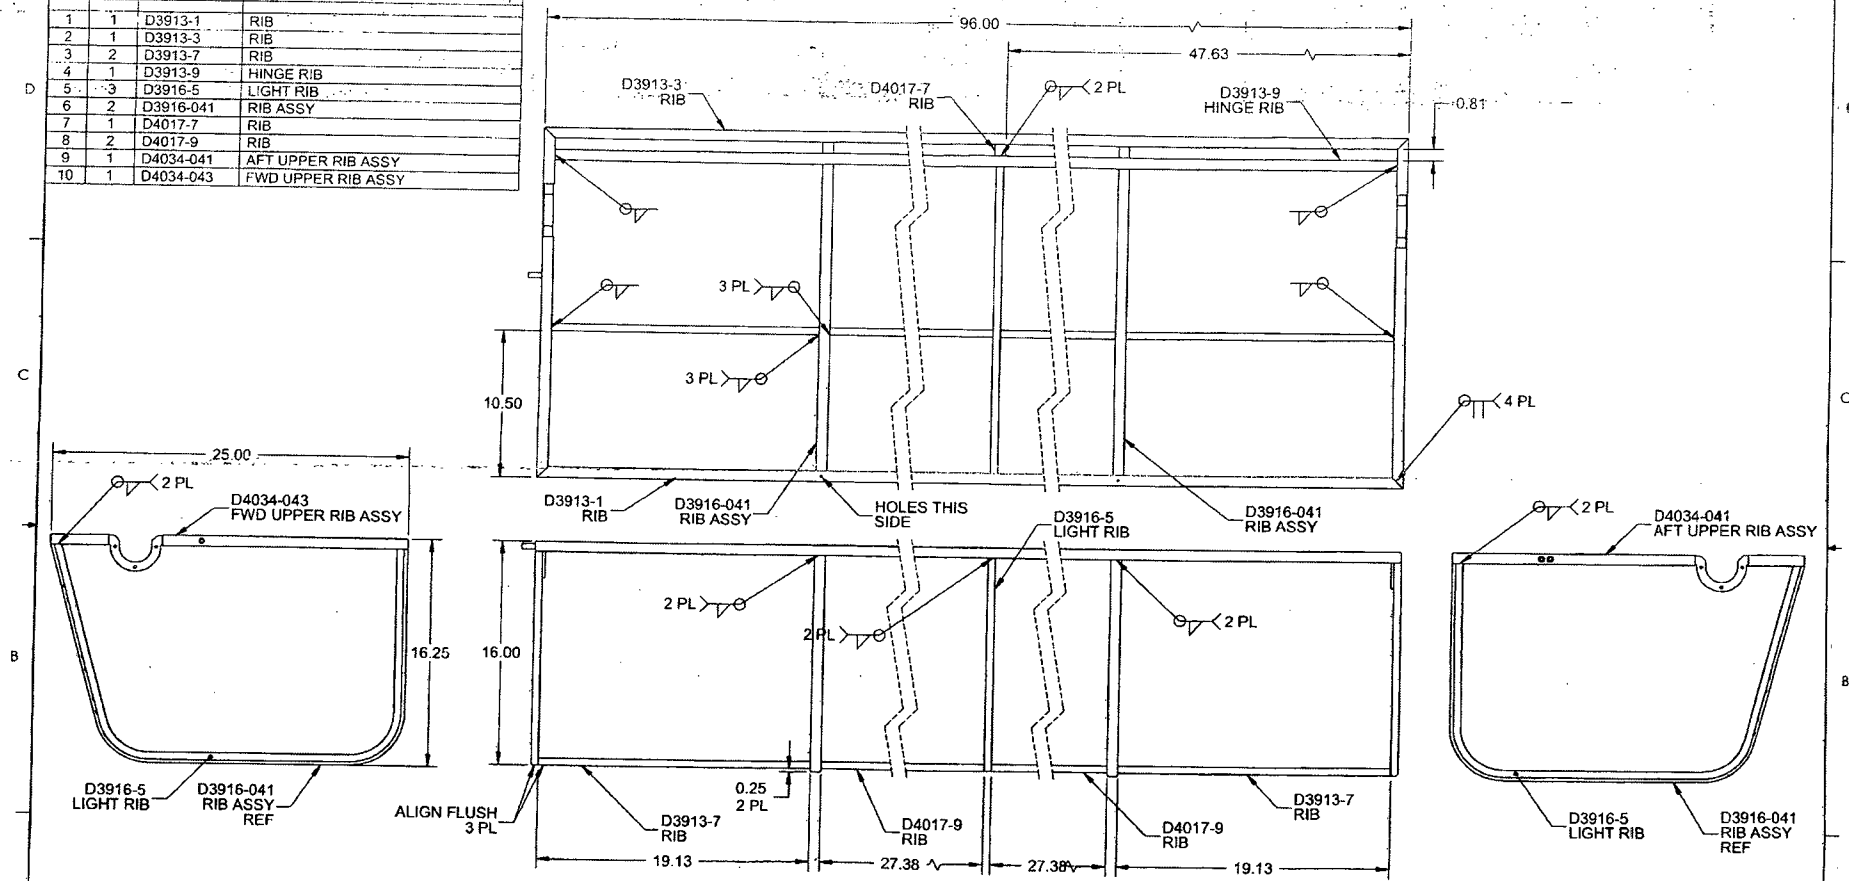 1 1 D3913-1 RIB
2 1 D3913-3 RIB
3 2 D3913-7 RIB
4 1 D3913-9 HINGE RIB
5 3 D3916-5 LIGHT RIB
6 2 D3916-041 RIB ASSY
7 1 D4017-7 RIB
8 2 D4017-9 RIB
9 1 D4034-041 AFT UPPER RIB ASSY
10 1 D4034-043 FWD UPPER RIB ASSY
96.00
47.63
D3913-3
RIB
D4017-7
RIB
2 PL
D3913-9
HINGE RIB
0.81
D
3 PL
3 PL
10.50
4 PL
C
C
25.00
2 PL
D4034-043
FWD UPPER RIB ASSY
D3913-1
RIB
D3916-041
RIB ASSY
HOLES THIS
SIDE
D3916-5
LIGHT RIB
D3916-041
RIB ASSY
2 PL
D4034-041
AFT UPPER RIB ASSY
2 PL
2 PL
2 PL
16.25
16.00
B
B
D3916-5
LIGHT RIB
D3916-041
RIB ASSY
REF
ALIGN FLUSH
3 PL
D3913-7
RIB
0.25
2 PL
D4017-9
RIB
D4017-9
RIB
D3913-7
RIB
D3916-5
LIGHT RIB
D3916-041
RIB ASSY
REF
19.13
27.38
27.38
19.13